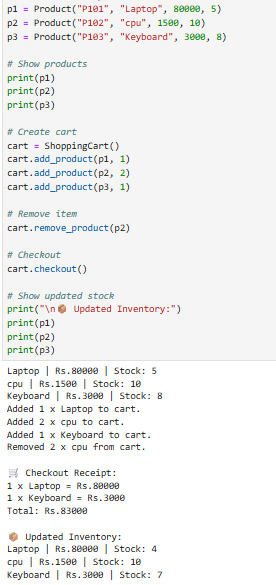 p1 = Product("P101", "Laptop", 80000, 5)
p2 = Product("P102", "cpu", 1500, 10)
p3 = Product("P103", "Keyboard", 3000, 8)
# Show products
print(p1)
print(p2)
print(p3)
# Create cart
cart = ShoppingCart()
cart.add_product(p1, 1)
cart.add_product(p2, 2)
cart.add_product(p3, 1)
# Remove item
cart.remove_product(p2)
# Checkout
cart.checkout()
# Show updated stock
print("\n📦 Updated Inventory:")
print(p1)
print(p2)
print(p3)
Laptop | Rs.80000 | Stock: 5
cpu | Rs.1500 | Stock: 10
Keyboard | Rs.3000 | Stock: 8
Added 1 x Laptop to cart.
Added 2 x cpu to cart.
Added 1 x Keyboard to cart.
Removed 2 x cpu from cart.
🛒 Checkout Receipt:
1 x Laptop = Rs.80000
1 x Keyboard = Rs.3000
Total: Rs.83000
📦 Updated Inventory:
Laptop | Rs.80000 | Stock: 4
cpu | Rs.1500 | Stock: 10
Keyboard | Rs.3000 | Stock: 7